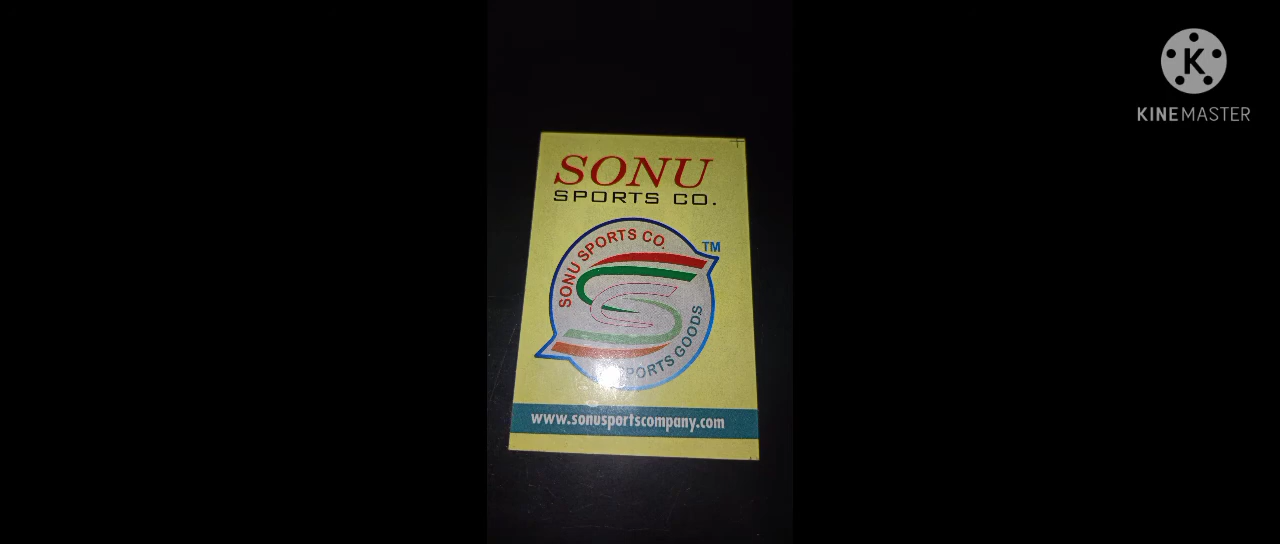 SONU
SPORTS CO.
SONU SPORTS CO.
TM
SPORTS GOODS
www.sonusportscompany.com
K
KINEMASTER